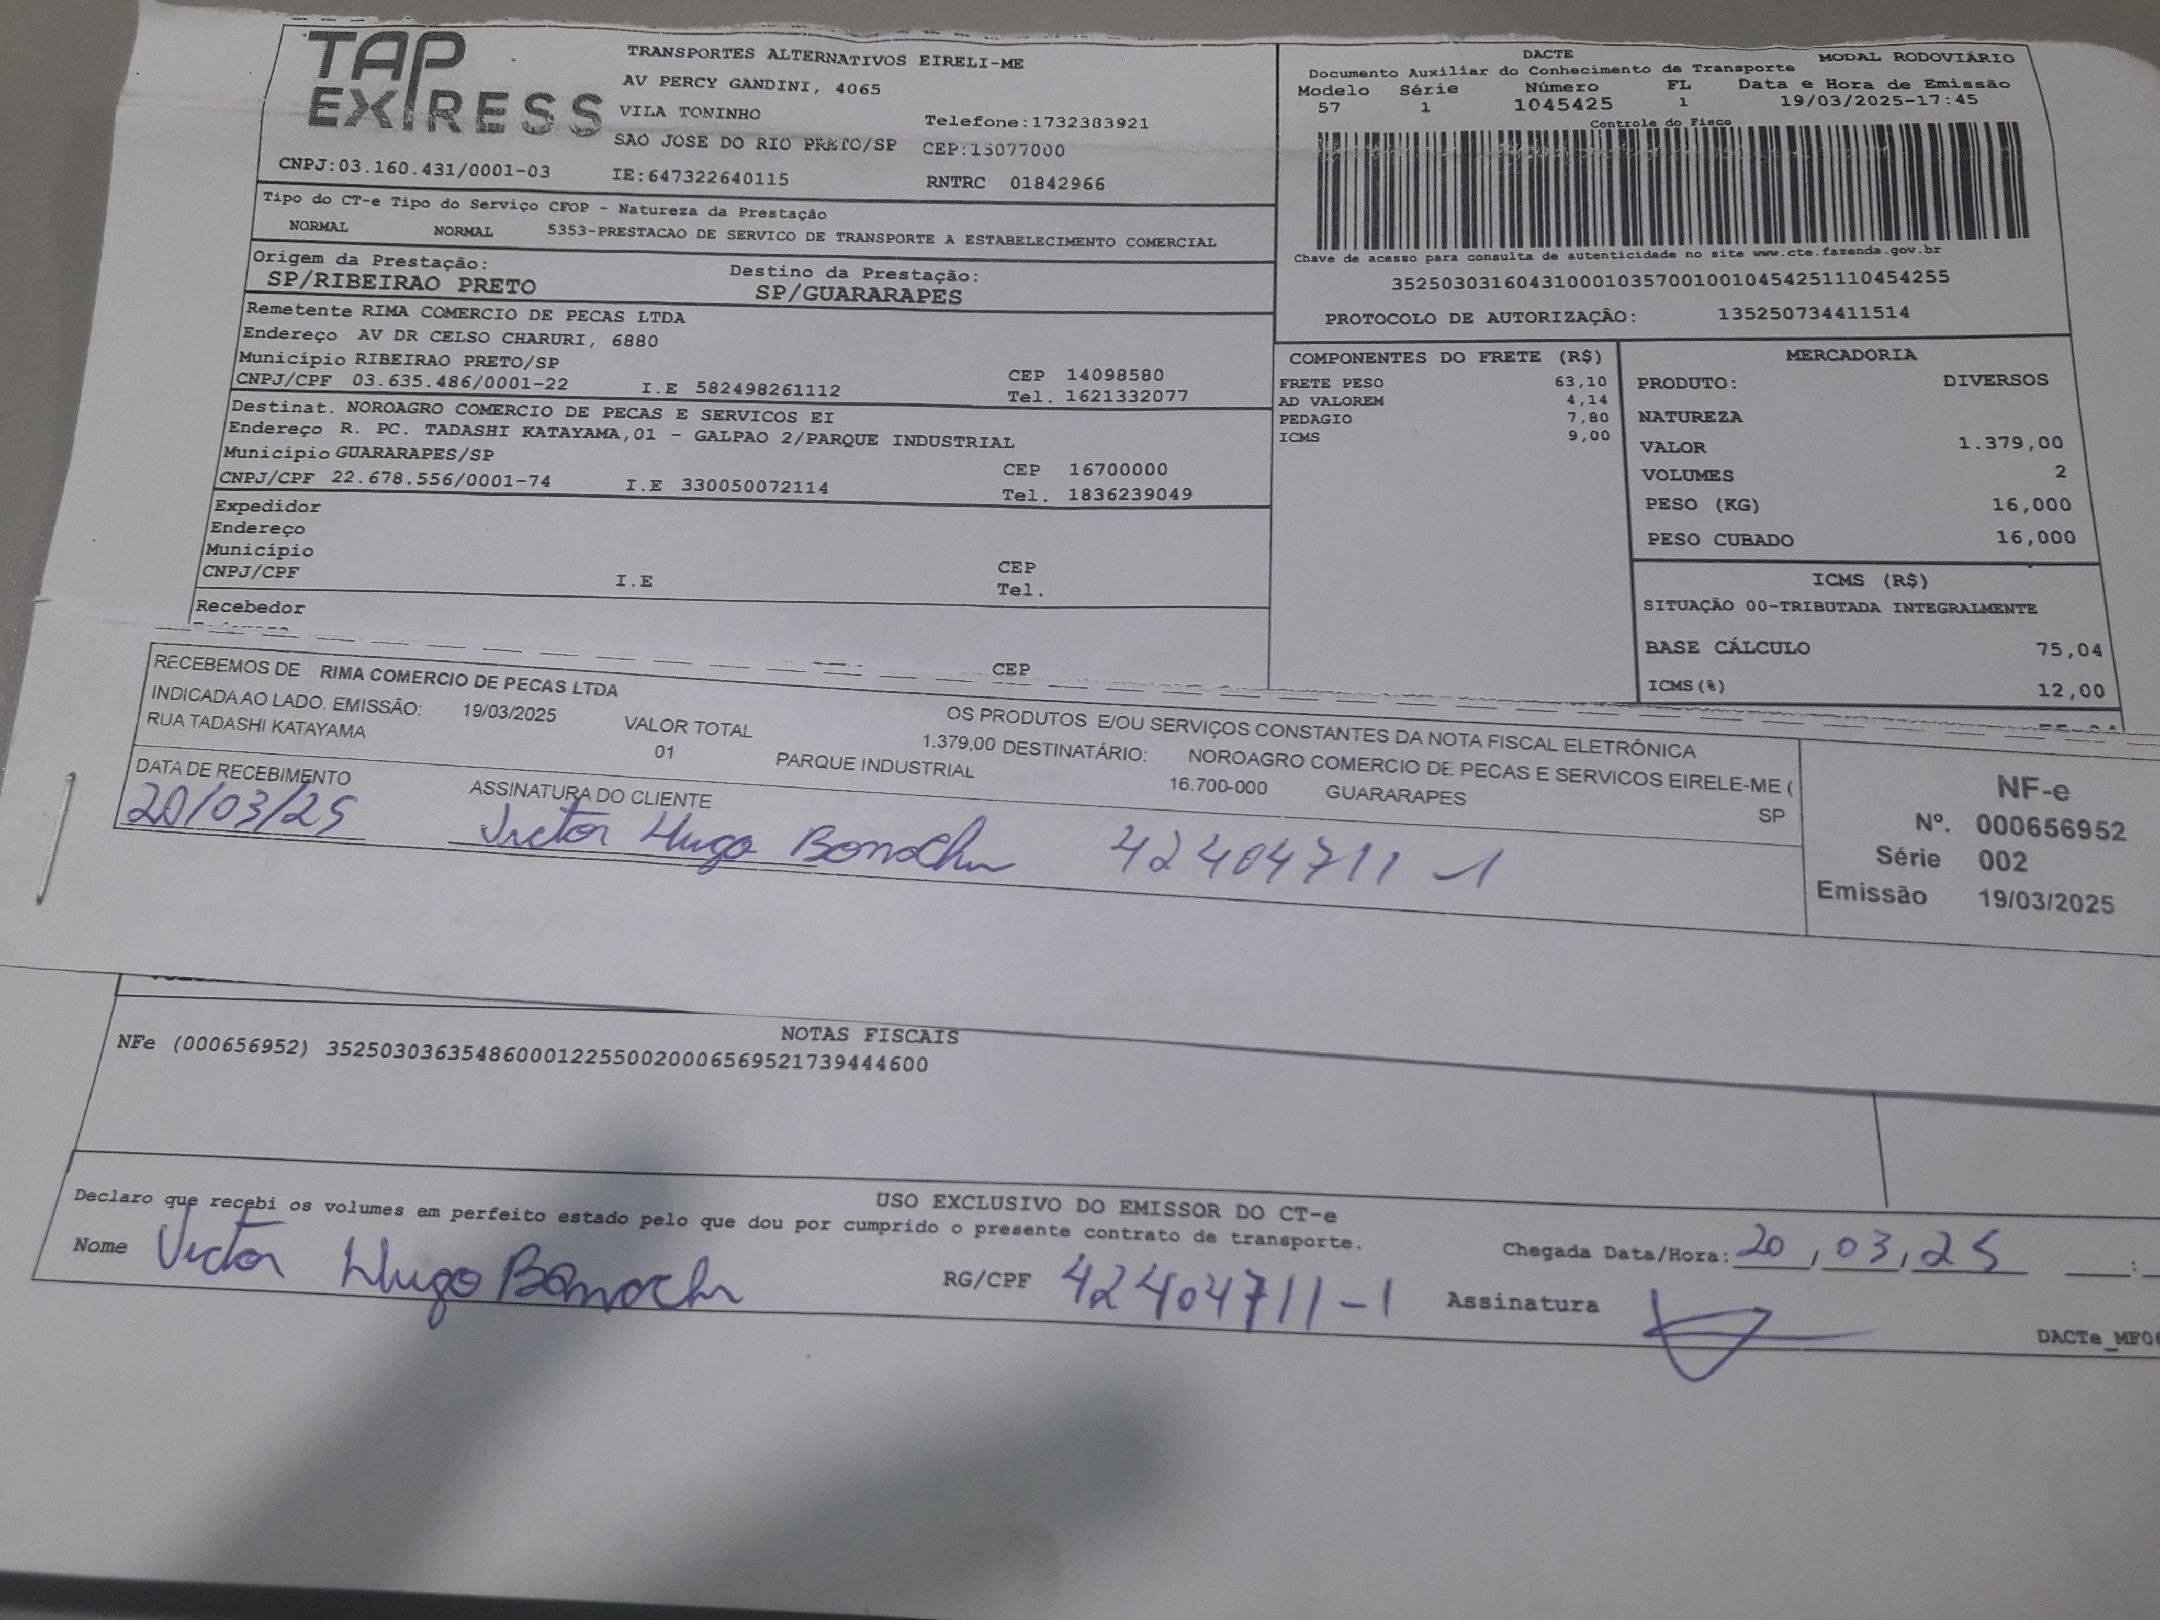 TAP EXPRESS
TRANSPORTES ALTERNATIVOS EIRELI-ME
AV PERCY GANDINI, 4065
VILA TONINHO
Telefone:1732383921
SAO JOSE DO RIO PRETO/SP CEP:15077000
CNPJ:03.160.431/0001-03 IE:647322640115 RNTRC 01842966
DACTE MODAL RODOVIÁRIO
Documento Auxiliar do Conhecimento de Transporte
Modelo Série Número FL Data e Hora de Emissão
57 1 1045425 1 19/03/2025-17:45
Controle do Fisco
Chave de acesso para consulta de autenticidade no site www.cte.fazenda.gov.br
35250303160431000103570010010454251110454255
PROTOCOLO DE AUTORIZAÇÃO: 135250734411514
Tipo do CT-e Tipo do Serviço CFOP - Natureza da Prestação
NORMAL NORMAL 5353-PRESTACAO DE SERVICO DE TRANSPORTE A ESTABELECIMENTO COMERCIAL
Origem da Prestação: Destino da Prestação:
SP/RIBEIRAO PRETO SP/GUARARAPES
Remetente RIMA COMERCIO DE PECAS LTDA
Endereço AV DR CELSO CHARURI, 6880
Município RIBEIRAO PRETO/SP CEP 14098580
CNPJ/CPF 03.635.486/0001-22 I.E 582498261112 Tel. 1621332077
Destinat. NOROAGRO COMERCIO DE PECAS E SERVICOS EI
Endereço R. PC. TADASHI KATAYAMA,01 - GALPAO 2/PARQUE INDUSTRIAL
Município GUARARAPES/SP CEP 16700000
CNPJ/CPF 22.678.556/0001-74 I.E 330050072114 Tel. 1836239049
Expedidor
Endereço
Município CEP
CNPJ/CPF I.E Tel.
Recebedor
CEP
COMPONENTES DO FRETE (R$)
FRETE PESO 63,10
AD VALOREM 4,14
PEDAGIO 7,80
ICMS 9,00
MERCADORIA
PRODUTO: DIVERSOS
NATUREZA
VALOR 1.379,00
VOLUMES 2
PESO (KG) 16,000
PESO CUBADO 16,000
ICMS (R$)
SITUAÇÃO 00-TRIBUTADA INTEGRALMENTE
BASE CÁLCULO 75,04
ICMS(%) 12,00
RECEBEMOS DE RIMA COMERCIO DE PECAS LTDA OS PRODUTOS E/OU SERVIÇOS CONSTANTES DA NOTA FISCAL ELETRÔNICA
INDICADA AO LADO. EMISSÃO: 19/03/2025 VALOR TOTAL 1.379,00 DESTINATÁRIO: NOROAGRO COMERCIO DE PECAS E SERVICOS EIRELE-ME (
RUA TADASHI KATAYAMA 01 PARQUE INDUSTRIAL 16.700-000 GUARARAPES SP
DATA DE RECEBIMENTO ASSINATURA DO CLIENTE
20/03/25 Victor Hugo 42404711-1
NF-e
Nº. 000656952
Série 002
Emissão 19/03/2025
NOTAS FISCAIS
NFe (000656952) 35250303635486000122550020006569521739444600
USO EXCLUSIVO DO EMISSOR DO CT-e
Declaro que recebi os volumes em perfeito estado pelo que dou por cumprido o presente contrato de transporte.
Nome Victor Hugo RG/CPF 42404711-1 Chegada Data/Hora: 20,03,25 :
Assinatura